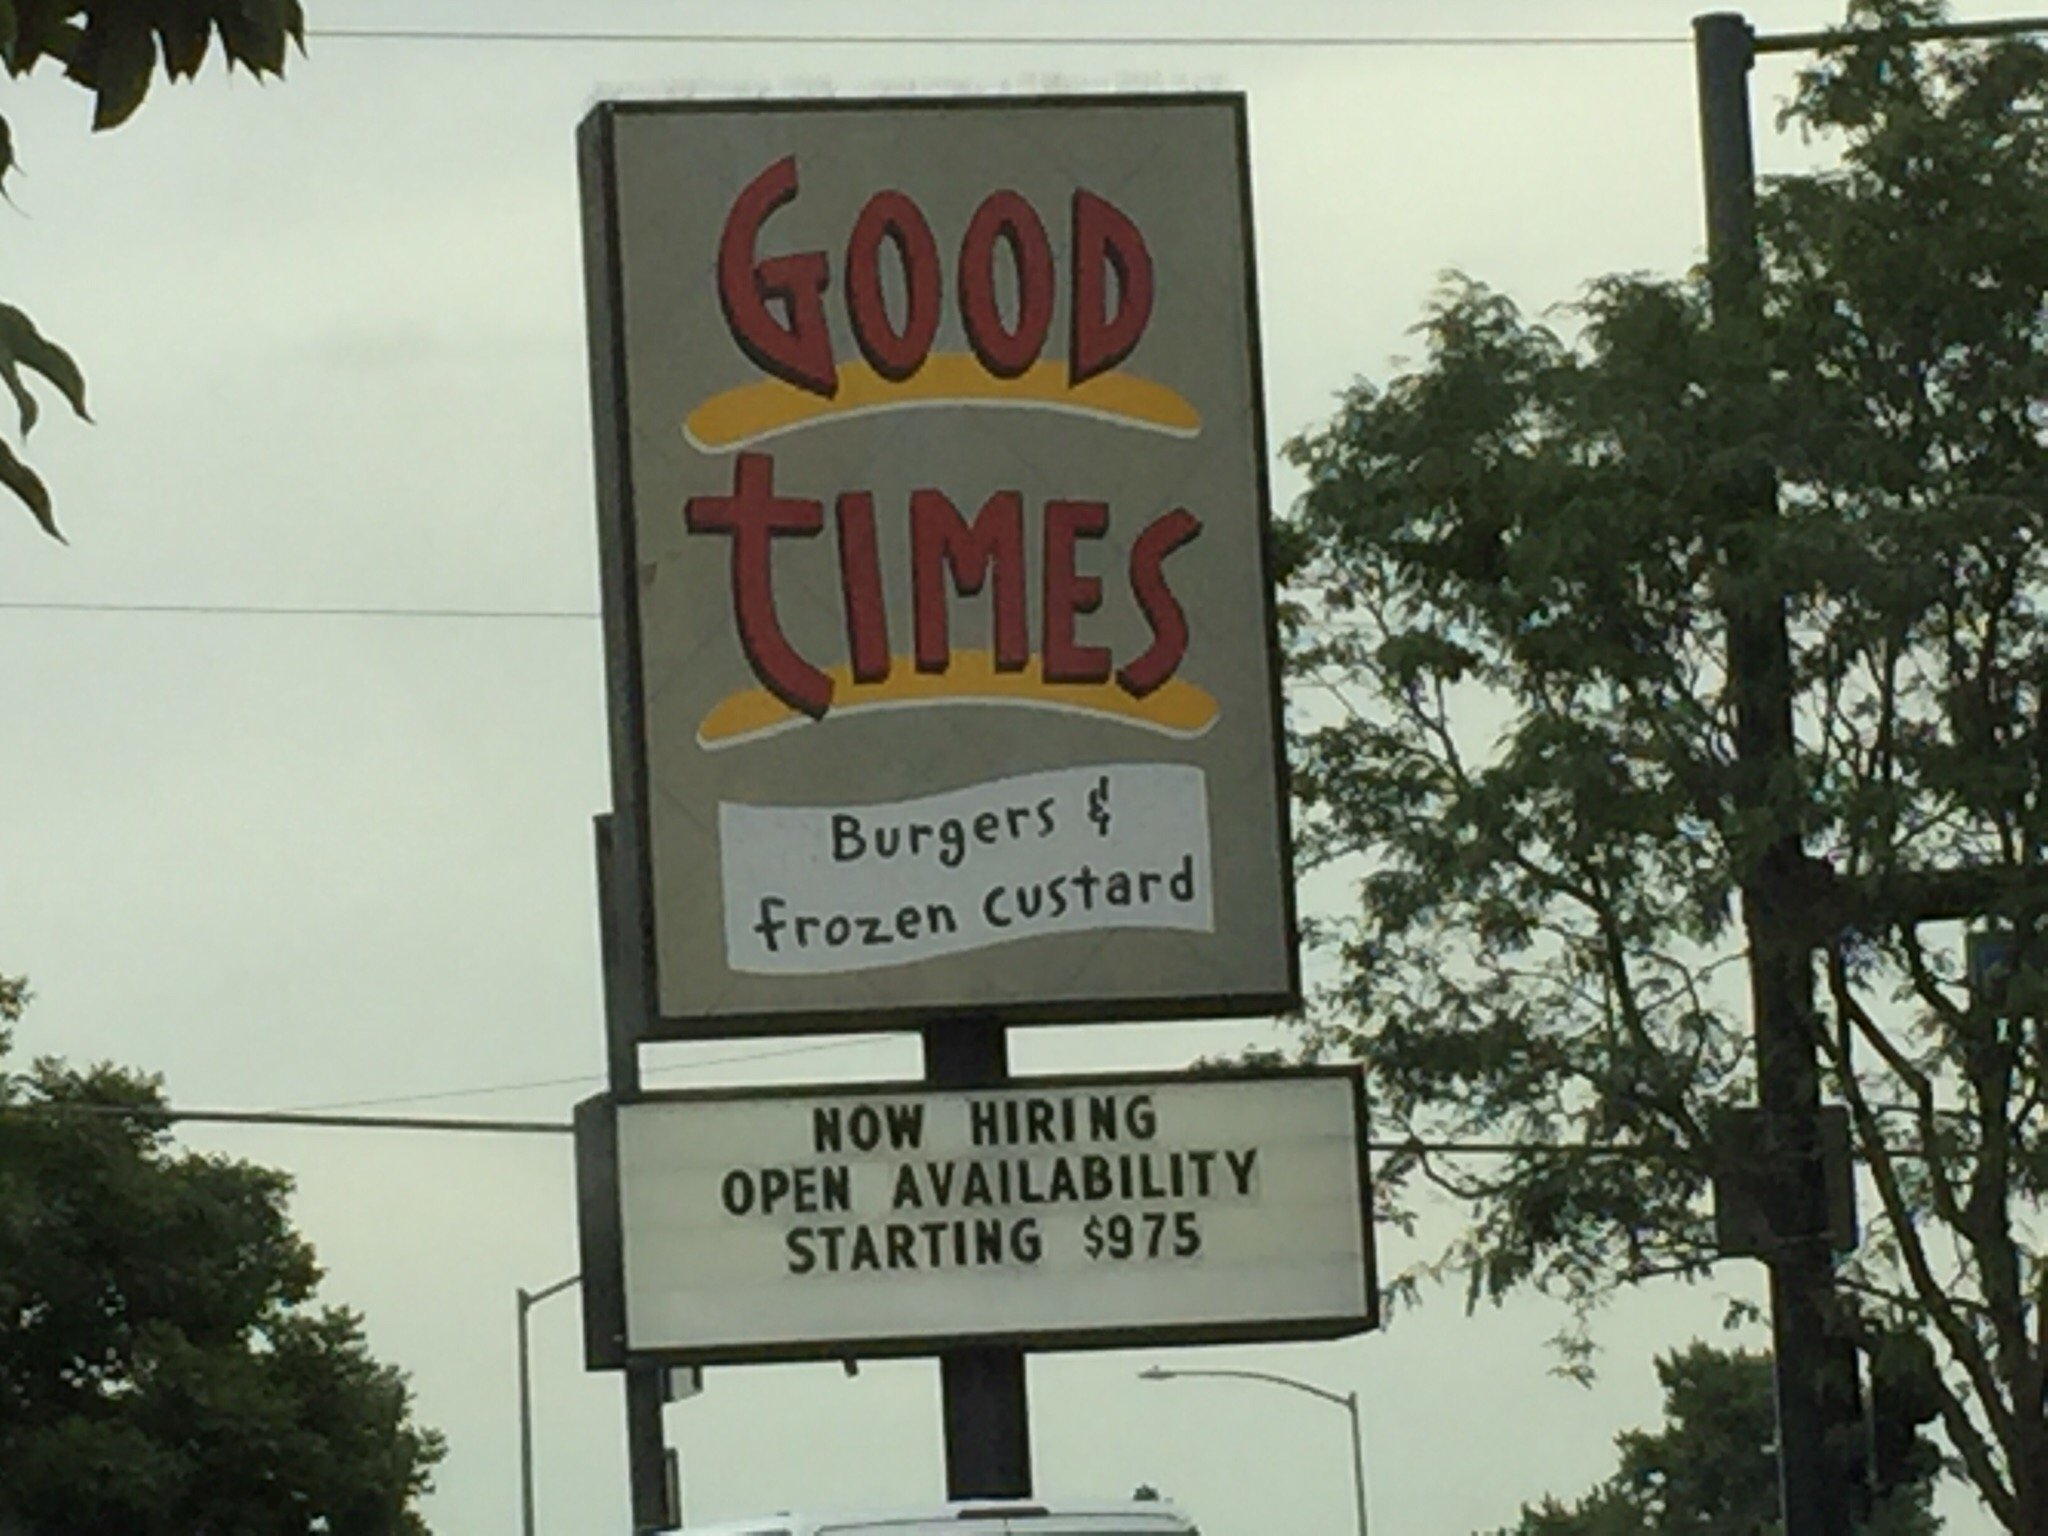 GOOD
tIMES
Burgers &
frozen custard
NOW HIRING
OPEN AVAILABILITY
STARTING $975